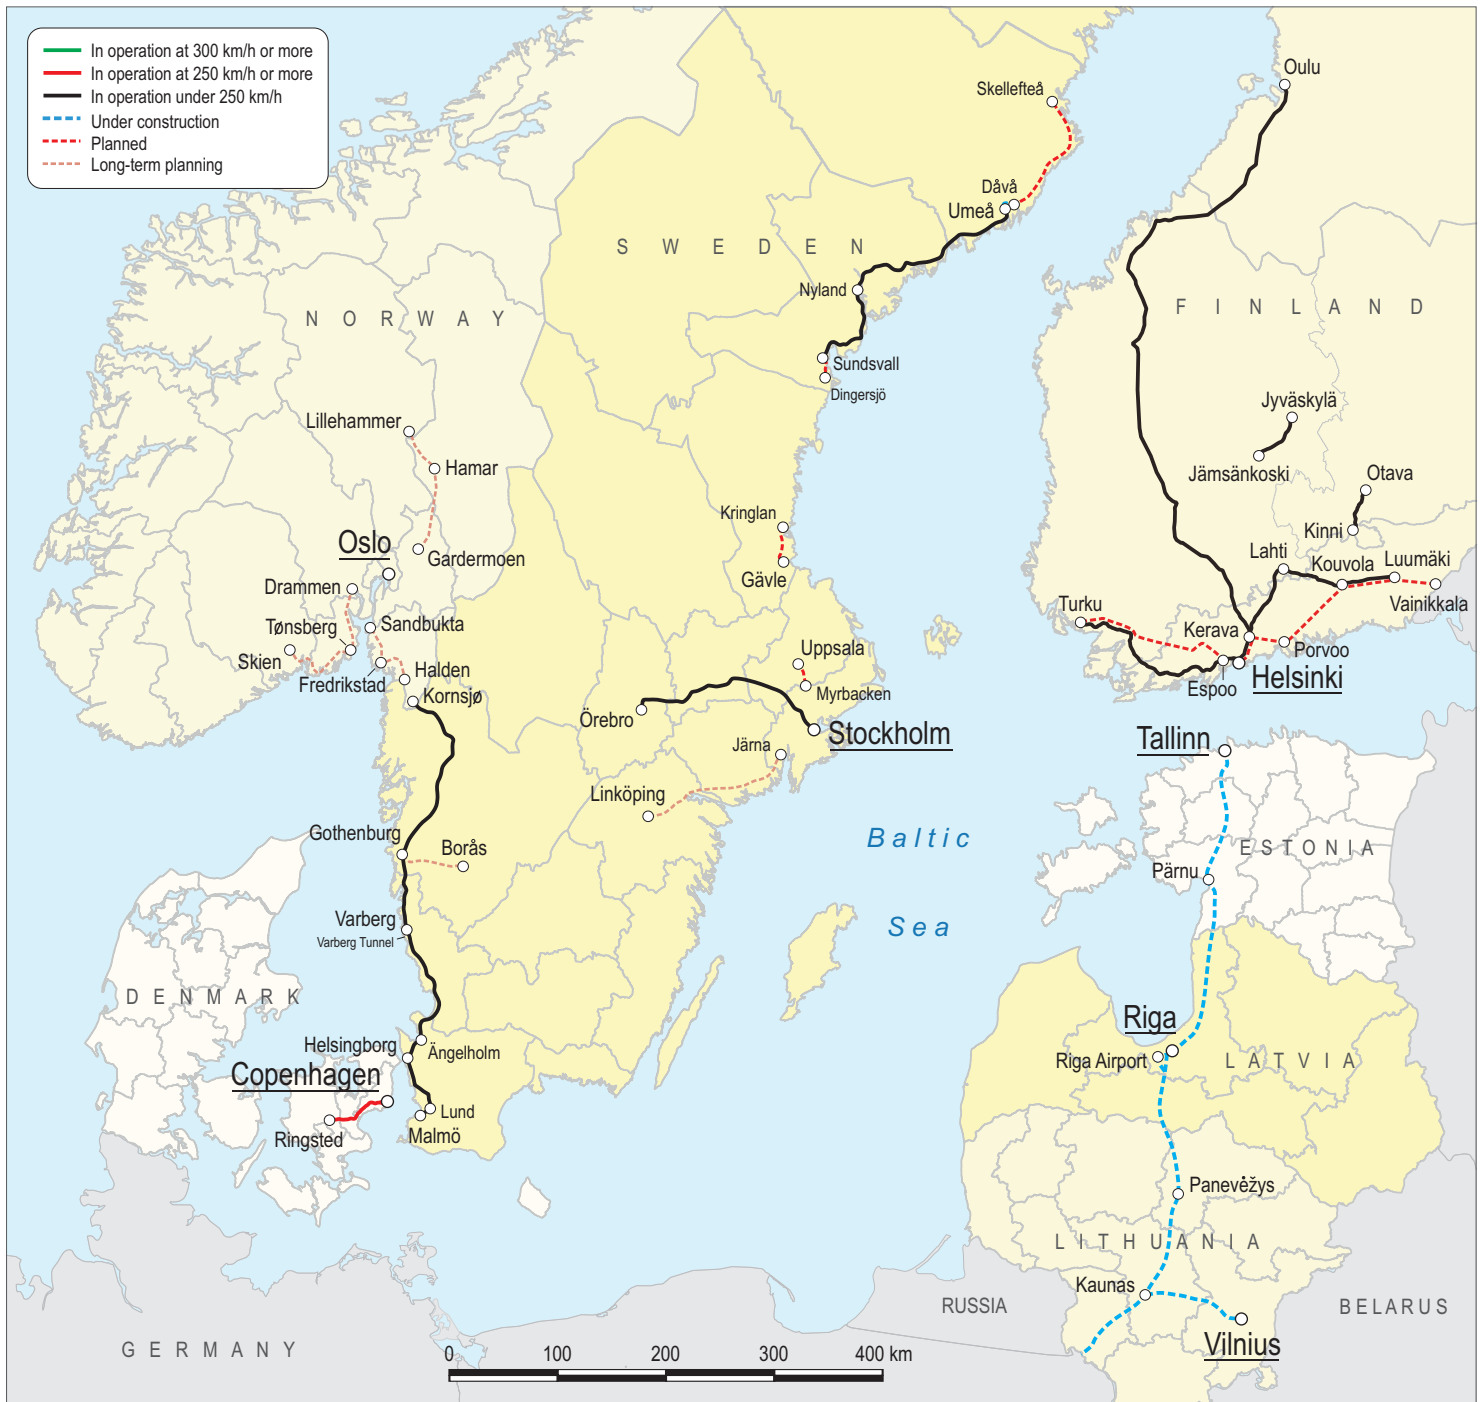 In operation at 300 km/h or more
In operation at 250 km/h or more
In operation under 250 km/h
Under construction
Planned
Long-term planning
Oulu
Skellefteå
Dåvå
Umeå
S W E D E N
Nyland
N O R W A Y
F I N L A N D
Sundsvall
Dingersjö
Jyväskylä
Lillehammer
Hamar
Jämsänkoski
Otava
Kringlan
Kinni
Oslo
Gardermoen
Lahti
Kouvola
Luumäki
Gävle
Drammen
Vainikkala
Turku
Sandbukta
Tønsberg
Kerava
Uppsala
Porvoo
Skien
Halden
Fredrikstad
Helsinki
Espoo
Kornsjø
Myrbacken
Örebro
Stockholm
Tallinn
Järna
Linköping
Gothenburg
Borås
Baltic
Sea
E S T O N I A
Pärnu
Varberg
Varberg Tunnel
D E N M A R K
Riga
Helsingborg
Ängelholm
Riga Airport
L A T V I A
Copenhagen
Lund
Malmö
Ringsted
Panevėžys
L I T H U A N I A
Kaunas
RUSSIA
BELARUS
Vilnius
G E R M A N Y
0 100 200 300 400 km